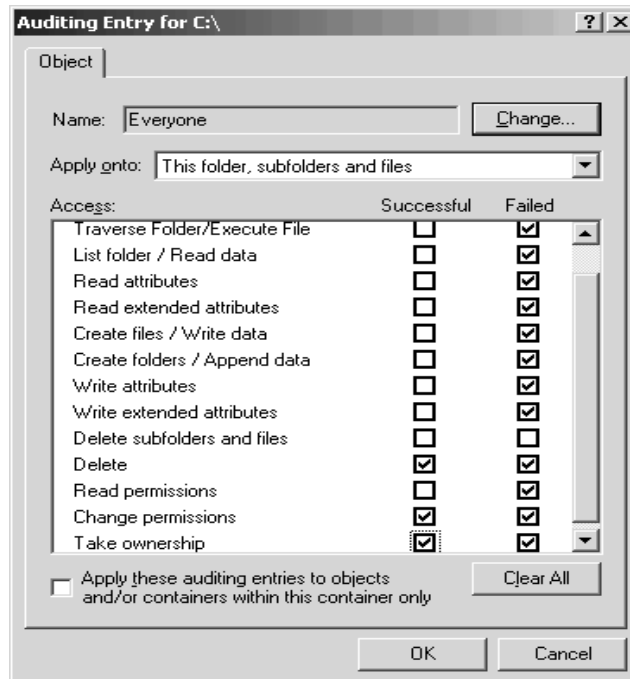 Auditing Entry for C:\
Object
Name: Everyone Change...
Apply onto: This folder, subfolders and files
Access: Successful Failed
Traverse Folder/Execute File
List folder / Read data
Read attributes
Read extended attributes
Create files / Write data
Create folders / Append data
Write attributes
Write extended attributes
Delete subfolders and files
Delete
Read permissions
Change permissions
Take ownership
Apply these auditing entries to objects Clear All
and/or containers within this container only
OK Cancel